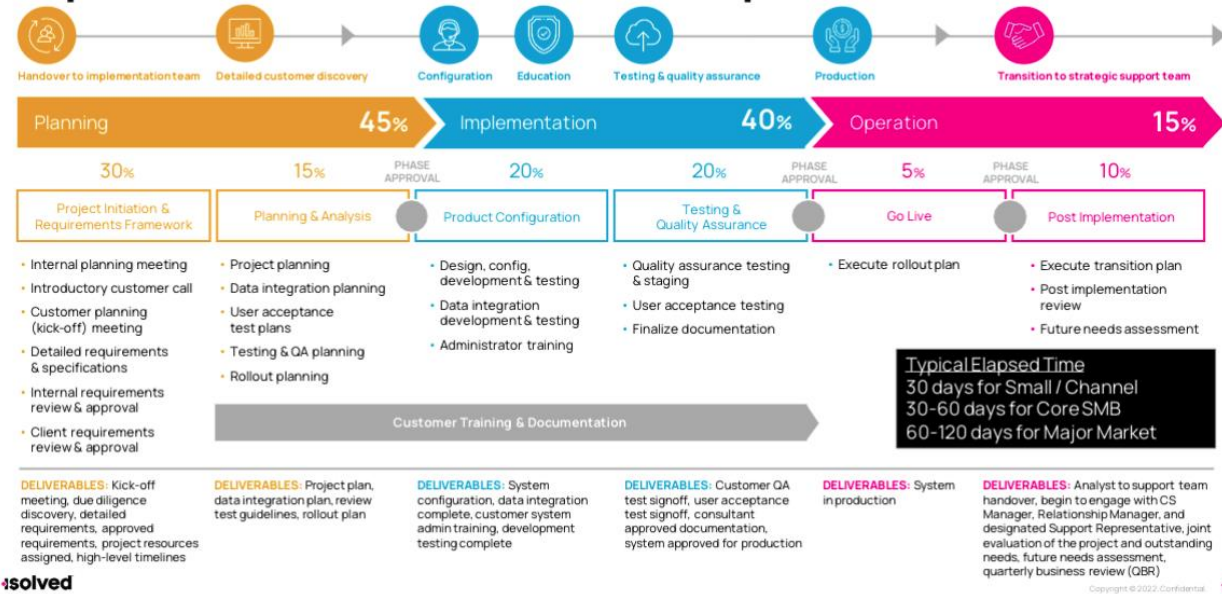 Handover to implementation team
Detailed customer discovery
Configuration
Education
Testing & quality assurance
Production
Transition to strategic support team
Planning
45%
Implementation
40%
Operation
15%
30%
15%
PHASE
APPROVAL
20%
20%
PHASE
APPROVAL
5%
PHASE
APPROVAL
10%
Project Initiation &
Requirements Framework
Planning & Analysis
Product Configuration
Testing &
Quality Assurance
Go Live
Post Implementation
• Internal planning meeting
• Introductory customer call
• Customer planning
(kick-off) meeting
• Detailed requirements
& specifications
• Internal requirements
review & approval
• Client requirements
review & approval
• Project planning
• Data integration planning
• User acceptance
test plans
• Testing & QA planning
• Rollout planning
• Design, config,
development & testing
• Data integration
development & testing
• Administrator training
• Quality assurance testing
& staging
• User acceptance testing
• Finalize documentation
• Execute rollout plan
• Execute transition plan
• Post implementation
review
• Future needs assessment
Typical Elapsed Time
30 days for Small / Channel
30-60 days for Core SMB
60-120 days for Major Market
Customer Training & Documentation
DELIVERABLES: Kick-off
meeting, due diligence
discovery, detailed
requirements, approved
requirements, project resources
assigned, high-level timelines
DELIVERABLES: Project plan,
data integration plan, review
test guidelines, rollout plan
DELIVERABLES: System
configuration, data integration
complete, customer system
admin training, development
testing complete
DELIVERABLES: Customer QA
test signoff, user acceptance
test signoff, consultant
approved documentation,
system approved for production
DELIVERABLES: System
in production
DELIVERABLES: Analyst to support team
handover, begin to engage with CS
Manager, Relationship Manager, and
designated Support Representative, joint
evaluation of the project and outstanding
needs, future needs assessment,
quarterly business review (QBR)
isolved
Copyright © 2022. Confidential.